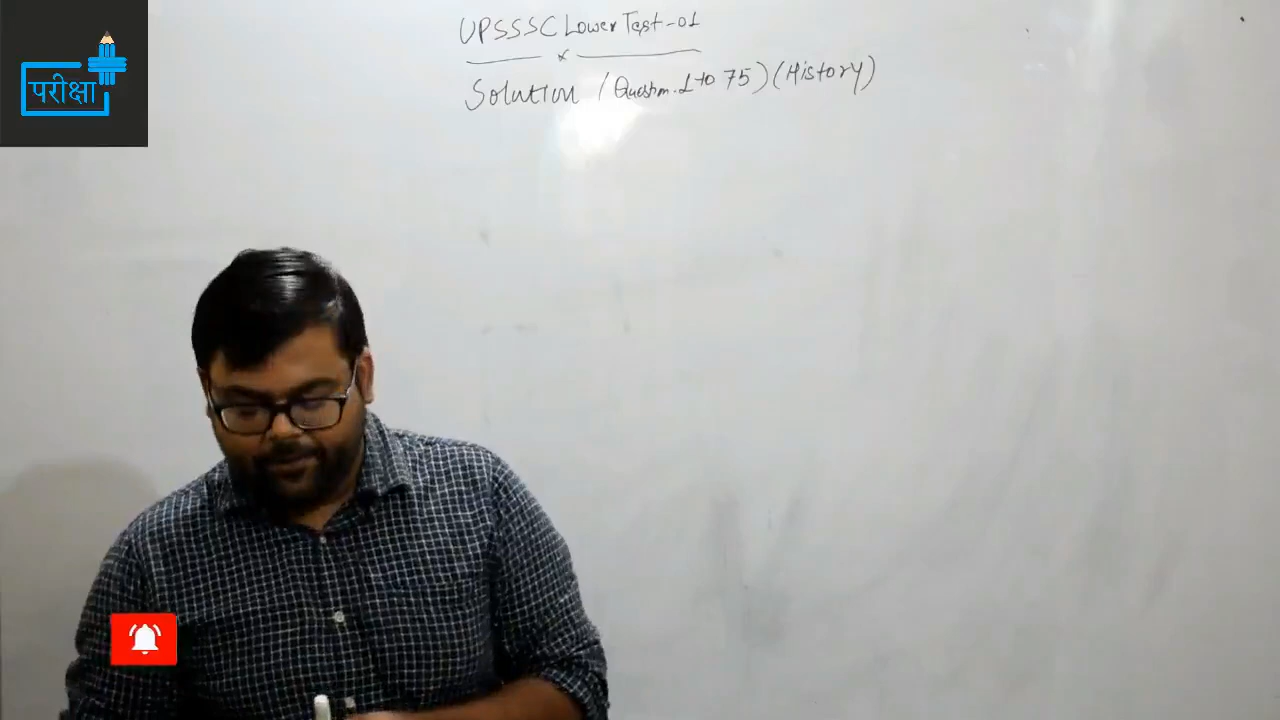 परीक्षा
UPSSSC Lower Test-01
Solution (Question. 1 to 75) (History)